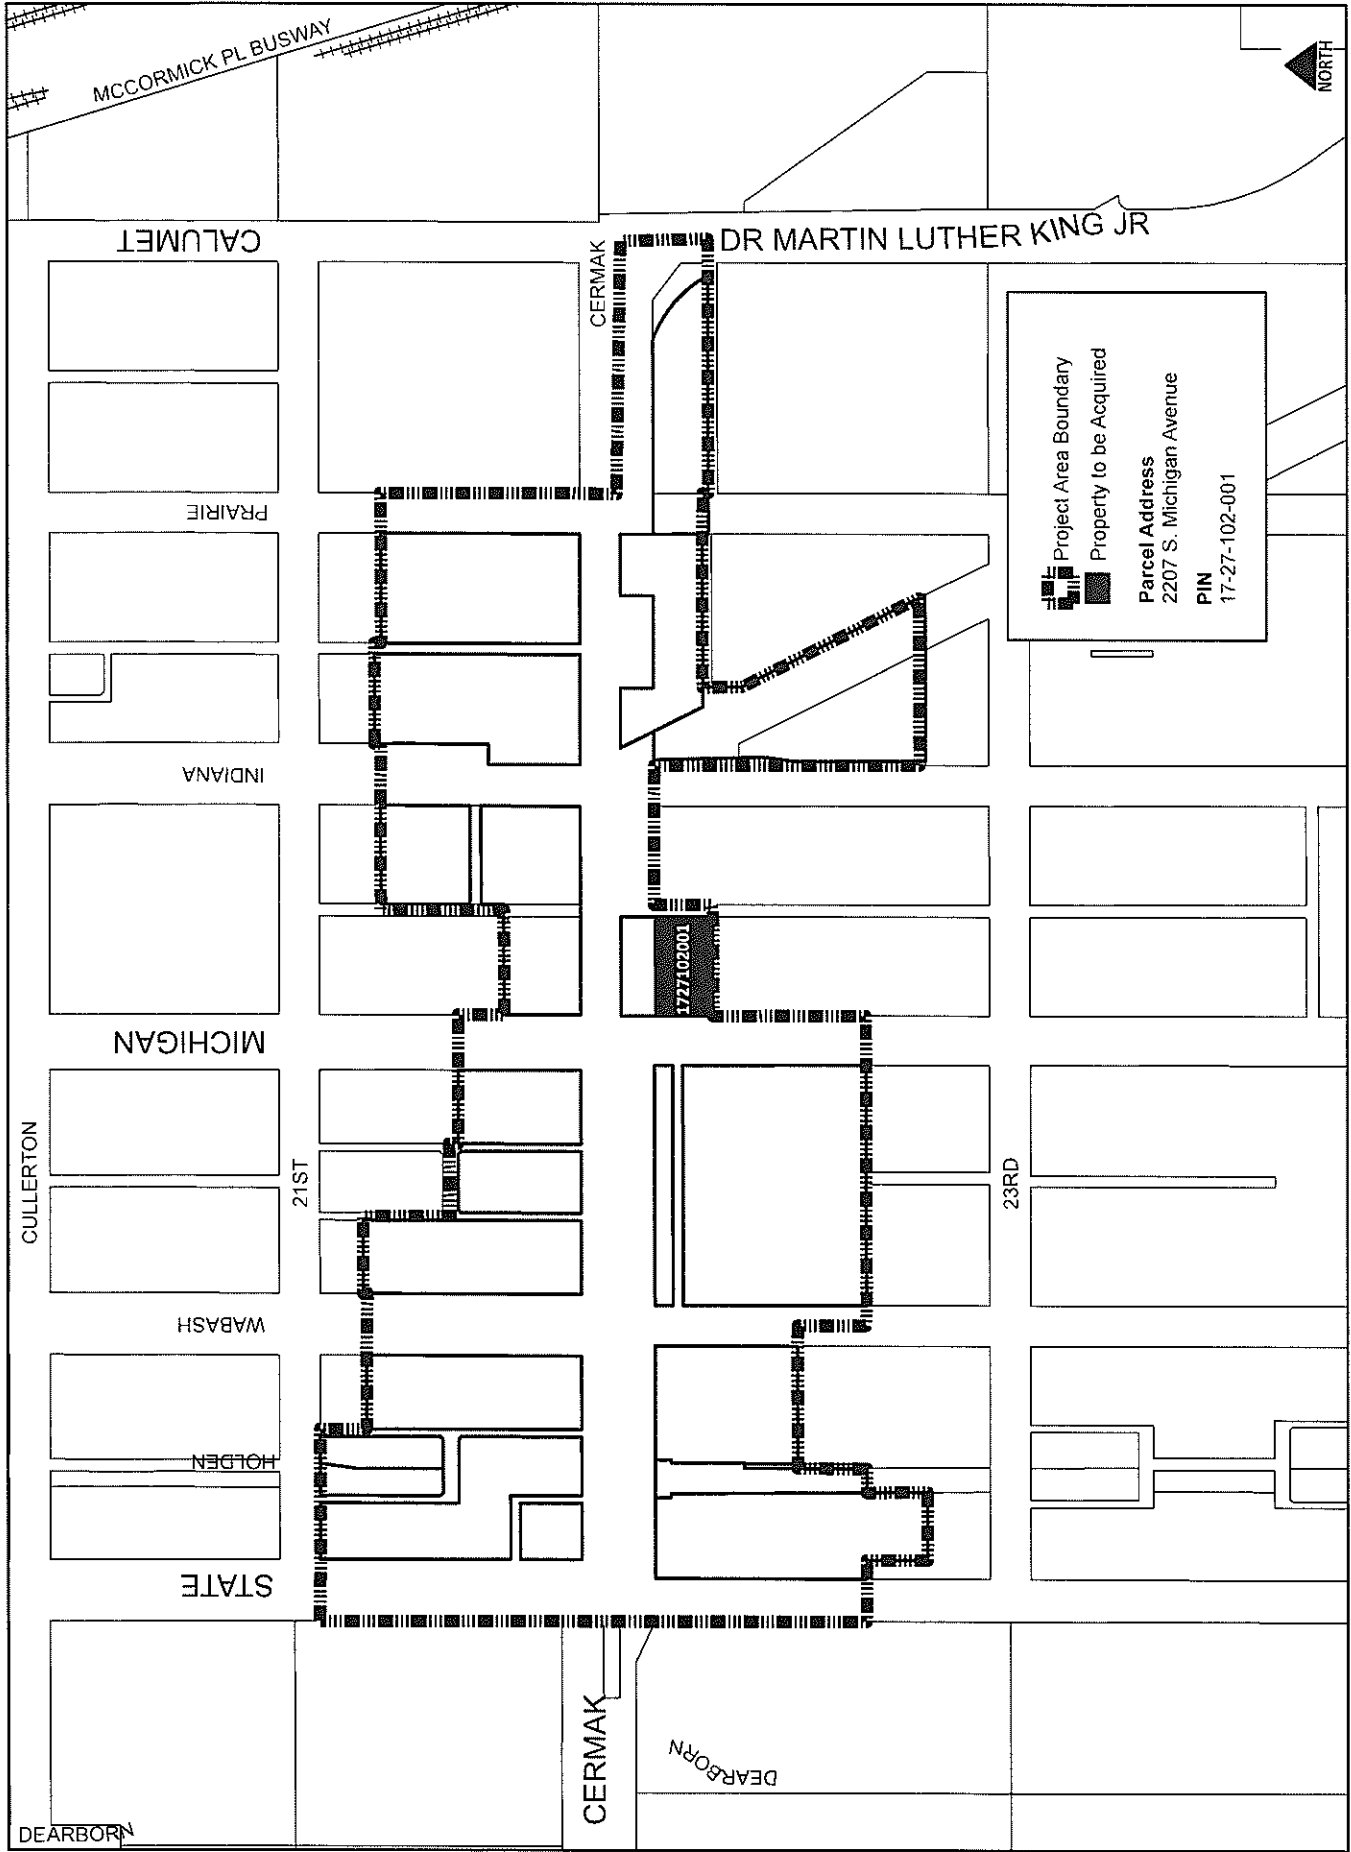 MCCORMICK PL BUSWAY
CALUMET
DR MARTIN LUTHER KING JR
CERMAK
PRAIRIE
INDIANA
MICHIGAN
CULLERTON
21ST
23RD
WABASH
HOLDEN
STATE
CERMAK
DEARBORN
DEARBORN
1727102001
Project Area Boundary
Property to be Acquired
Parcel Address
2207 S. Michigan Avenue
PIN
17-27-102-001
NORTH